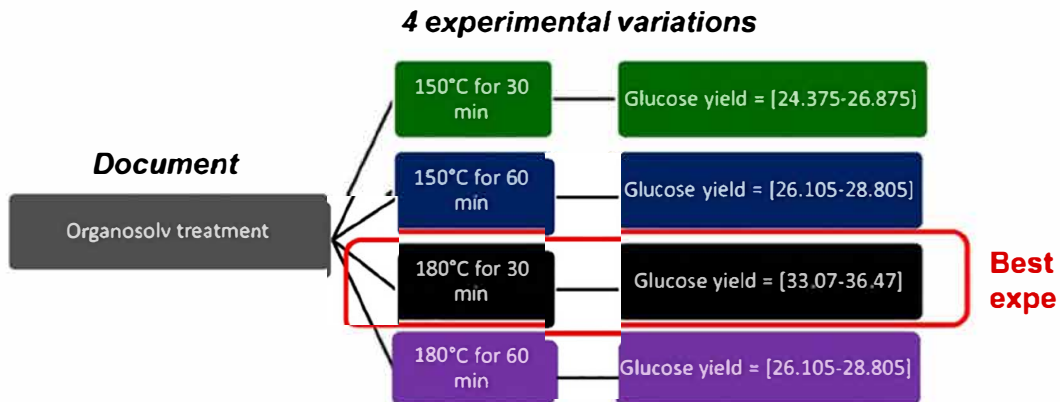 4 experimental variations
150°C for 30
min
Glucose yield = [24.375-26.875]
Document
150°C for 60
min
Glucose yield = [26.105-28.805]
Organosolv treatment
180°C for 30
min
Glucose yield = [33.07-36.47]
Best
expe
180°C for 60
min
Glucose yield = [26.105-28.805]